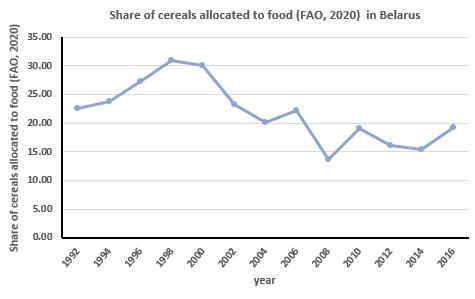 Share of cereals allocated to food (FAO, 2020)  in Belarus
Share of cereals allocated to food (FAO, 2020)
35.00
30.00
25.00
20.00
15.00
10.00
5.00
0.00
1992 1994 1996 1998 2000 2002 2004 2006 2008 2010 2012 2014 2016
year